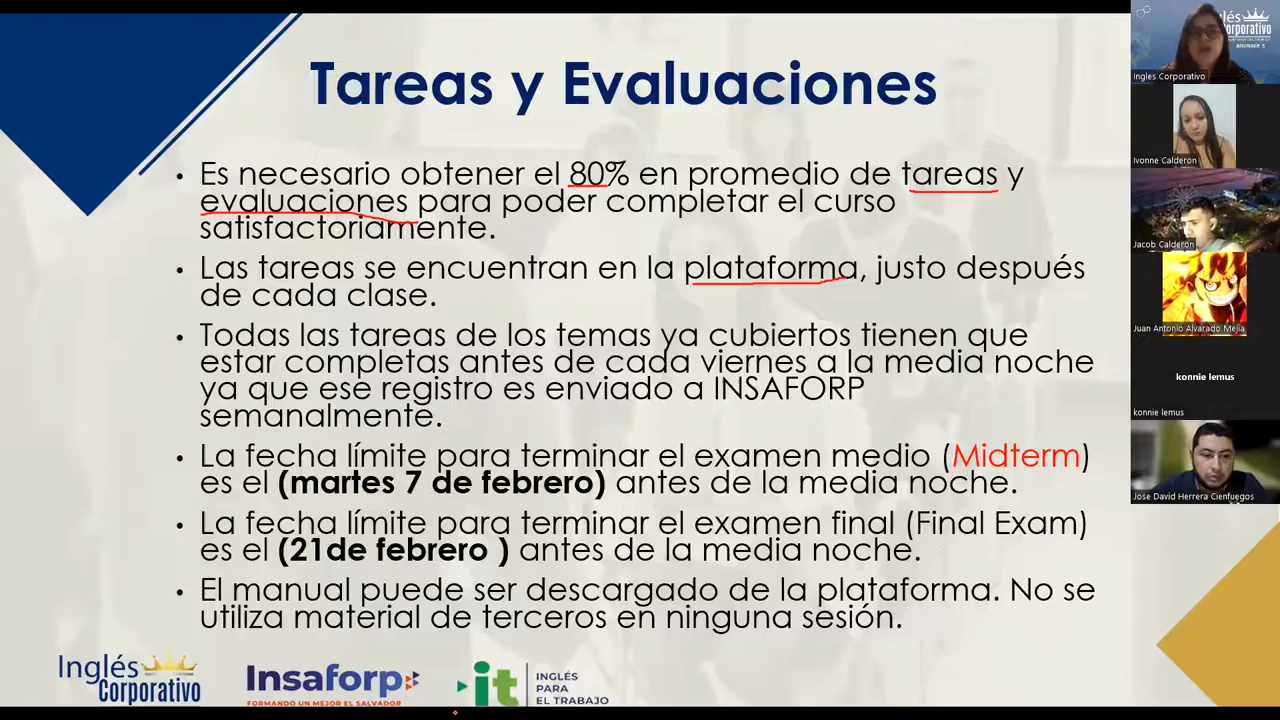 Tareas y Evaluaciones
• Es necesario obtener el 80% en promedio de tareas y
evaluaciones para poder completar el curso
satisfactoriamente.
• Las tareas se encuentran en la plataforma, justo después
de cada clase.
• Todas las tareas de los temas ya cubiertos tienen que
estar completas antes de cada viernes a la media noche
ya que ese registro es enviado a INSAFORP
semanalmente.
• La fecha límite para terminar el examen medio (Midterm)
es el (martes 7 de febrero) antes de la media noche.
• La fecha límite para terminar el examen final (Final Exam)
es el (21de febrero ) antes de la media noche.
• El manual puede ser descargado de la plataforma. No se
utiliza material de terceros en ninguna sesión.
Inglés
Corporativo
Insaforp
FORMANDO UN MEJOR EL SALVADOR
it
INGLÉS
PARA
EL TRABAJO
glés
Corporativo
BEGINNER 5
Ingles Corporativo
Ivonne Calderon
Jacob Calderón
Juan Antonio Alvarado Mejía
konnie lemus
konnie lemus
Jose David Herrera Cienfuegos